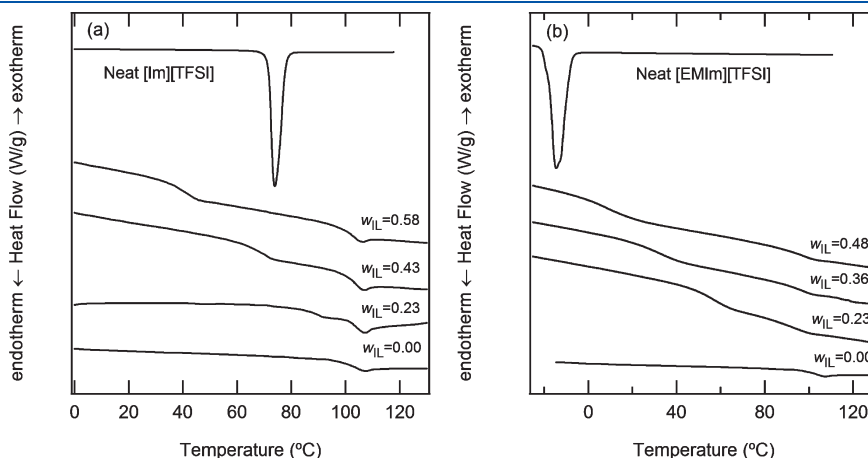 (a)
Neat [Im][TFSI]
wIL=0.58
wIL=0.43
wIL=0.23
wIL=0.00
endotherm ← Heat Flow (W/g) → exotherm
0 20 40 60 80 100 120
Temperature (ºC)
(b)
Neat [EMIm][TFSI]
wIL=0.48
wIL=0.36
wIL=0.23
wIL=0.00
endotherm ← Heat Flow (W/g) → exotherm
0 40 80 120
Temperature (ºC)